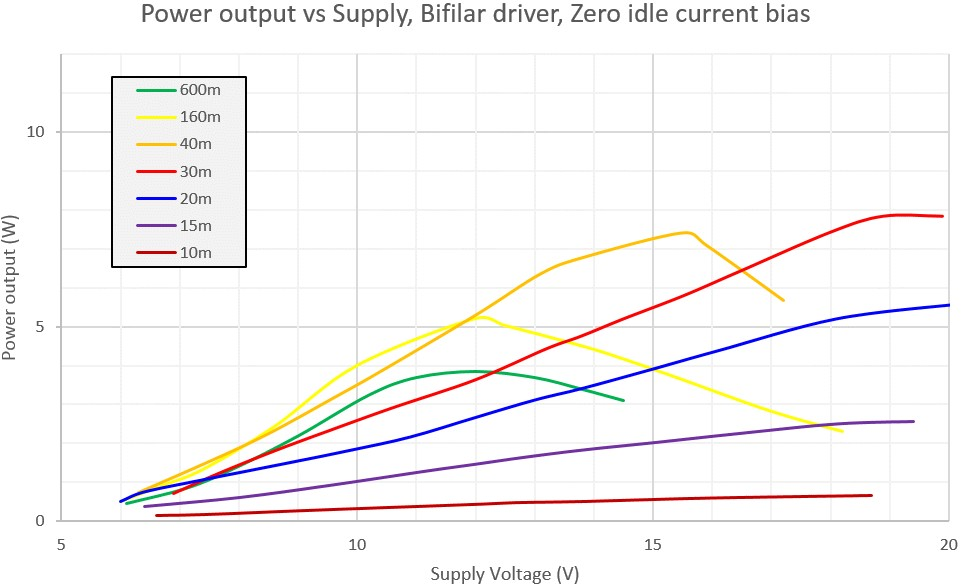 Power output vs Supply, Bifilar driver, Zero idle current bias
600m
160m
40m
30m
20m
15m
10m
Power output (W)
10
5
0
5
10
15
20
Supply Voltage (V)